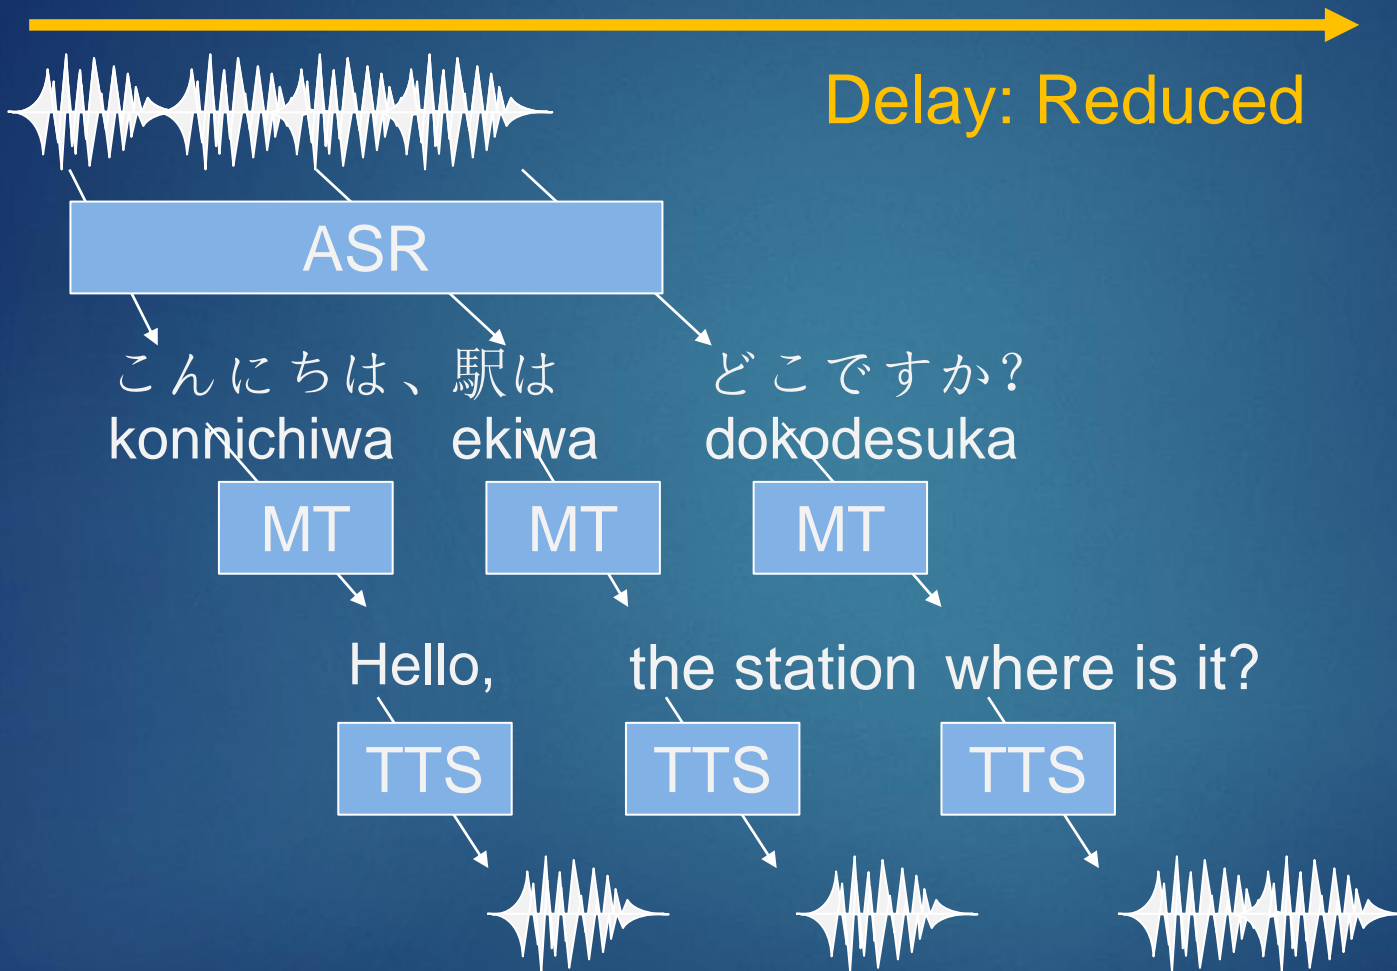 Delay: Reduced
ASR
こんにちは、駅は どこですか?
konnichiwa ekiwa dokodesuka
MT MT MT
Hello, the station where is it?
TTS TTS TTS